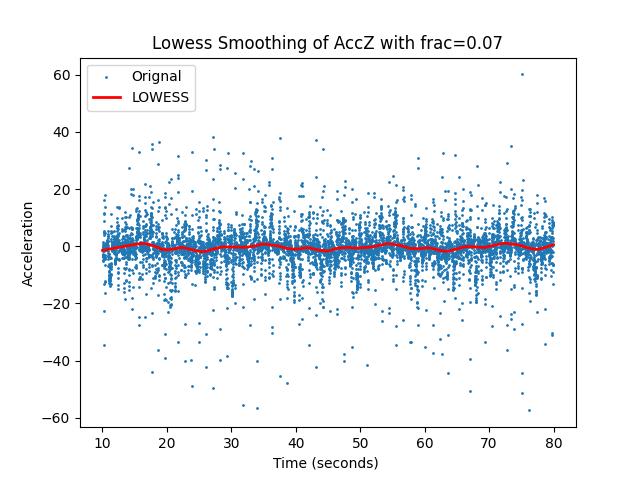 Lowess Smoothing of AccZ with frac=0.07
Orignal
LOWESS
60
40
20
0
−20
−40
−60
Acceleration
10 20 30 40 50 60 70 80
Time (seconds)